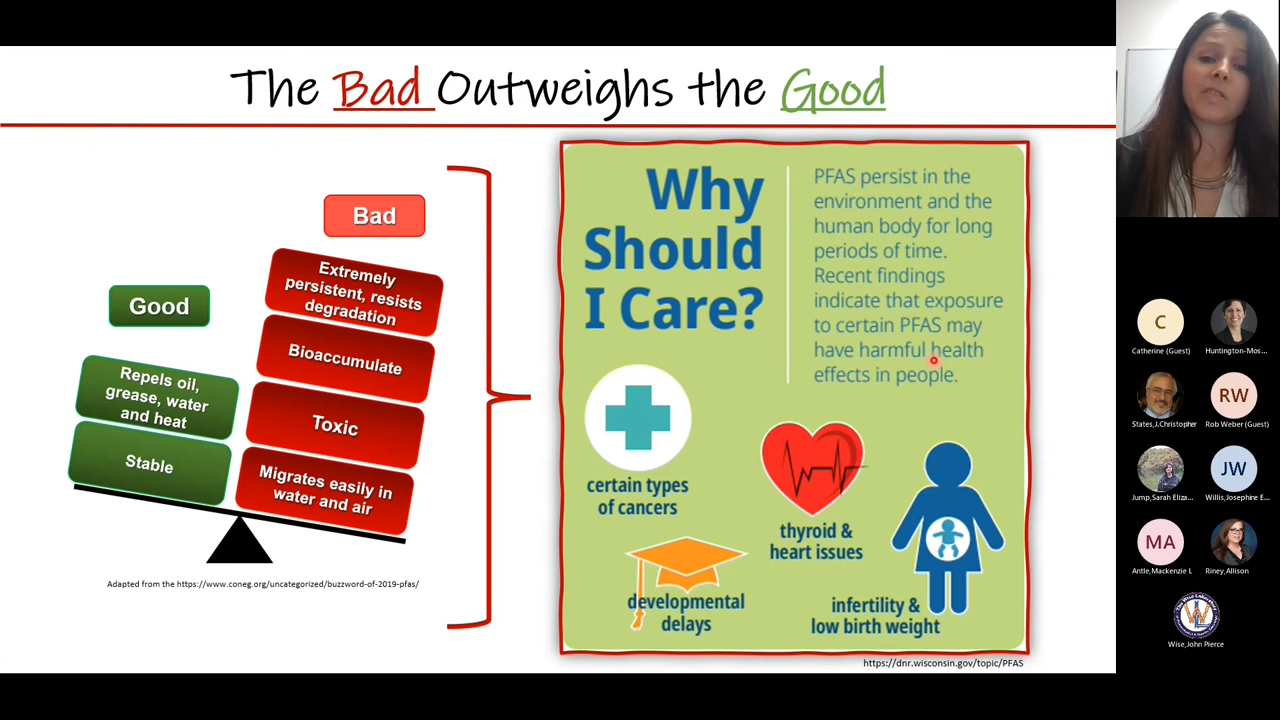 The Bad Outweighs the Good
Good
Repels oil,
grease, water
and heat
Stable
Bad
Extremely
persistent, resists
degradation
Bioaccumulate
Toxic
Migrates easily in
water and air
Adapted from the https://www.coneg.org/uncategorized/buzzword-of-2019-pfas/
Why
Should
I Care?
PFAS persist in the
environment and the
human body for long
periods of time.
Recent findings
indicate that exposure
to certain PFAS may
have harmful health
effects in people.
certain types
of cancers
thyroid &
heart issues
developmental
delays
infertility &
low birth weight
https://dnr.wisconsin.gov/topic/PFAS
C
Catherine (Guest)
Huntington-Mos...
States,J.Christopher
RW
Rob Weber (Guest)
Jump,Sarah Eliza...
JW
Willis,Josephine E...
MA
Antle,Mackenzie L
Riney,Allison
Wise,John Pierce